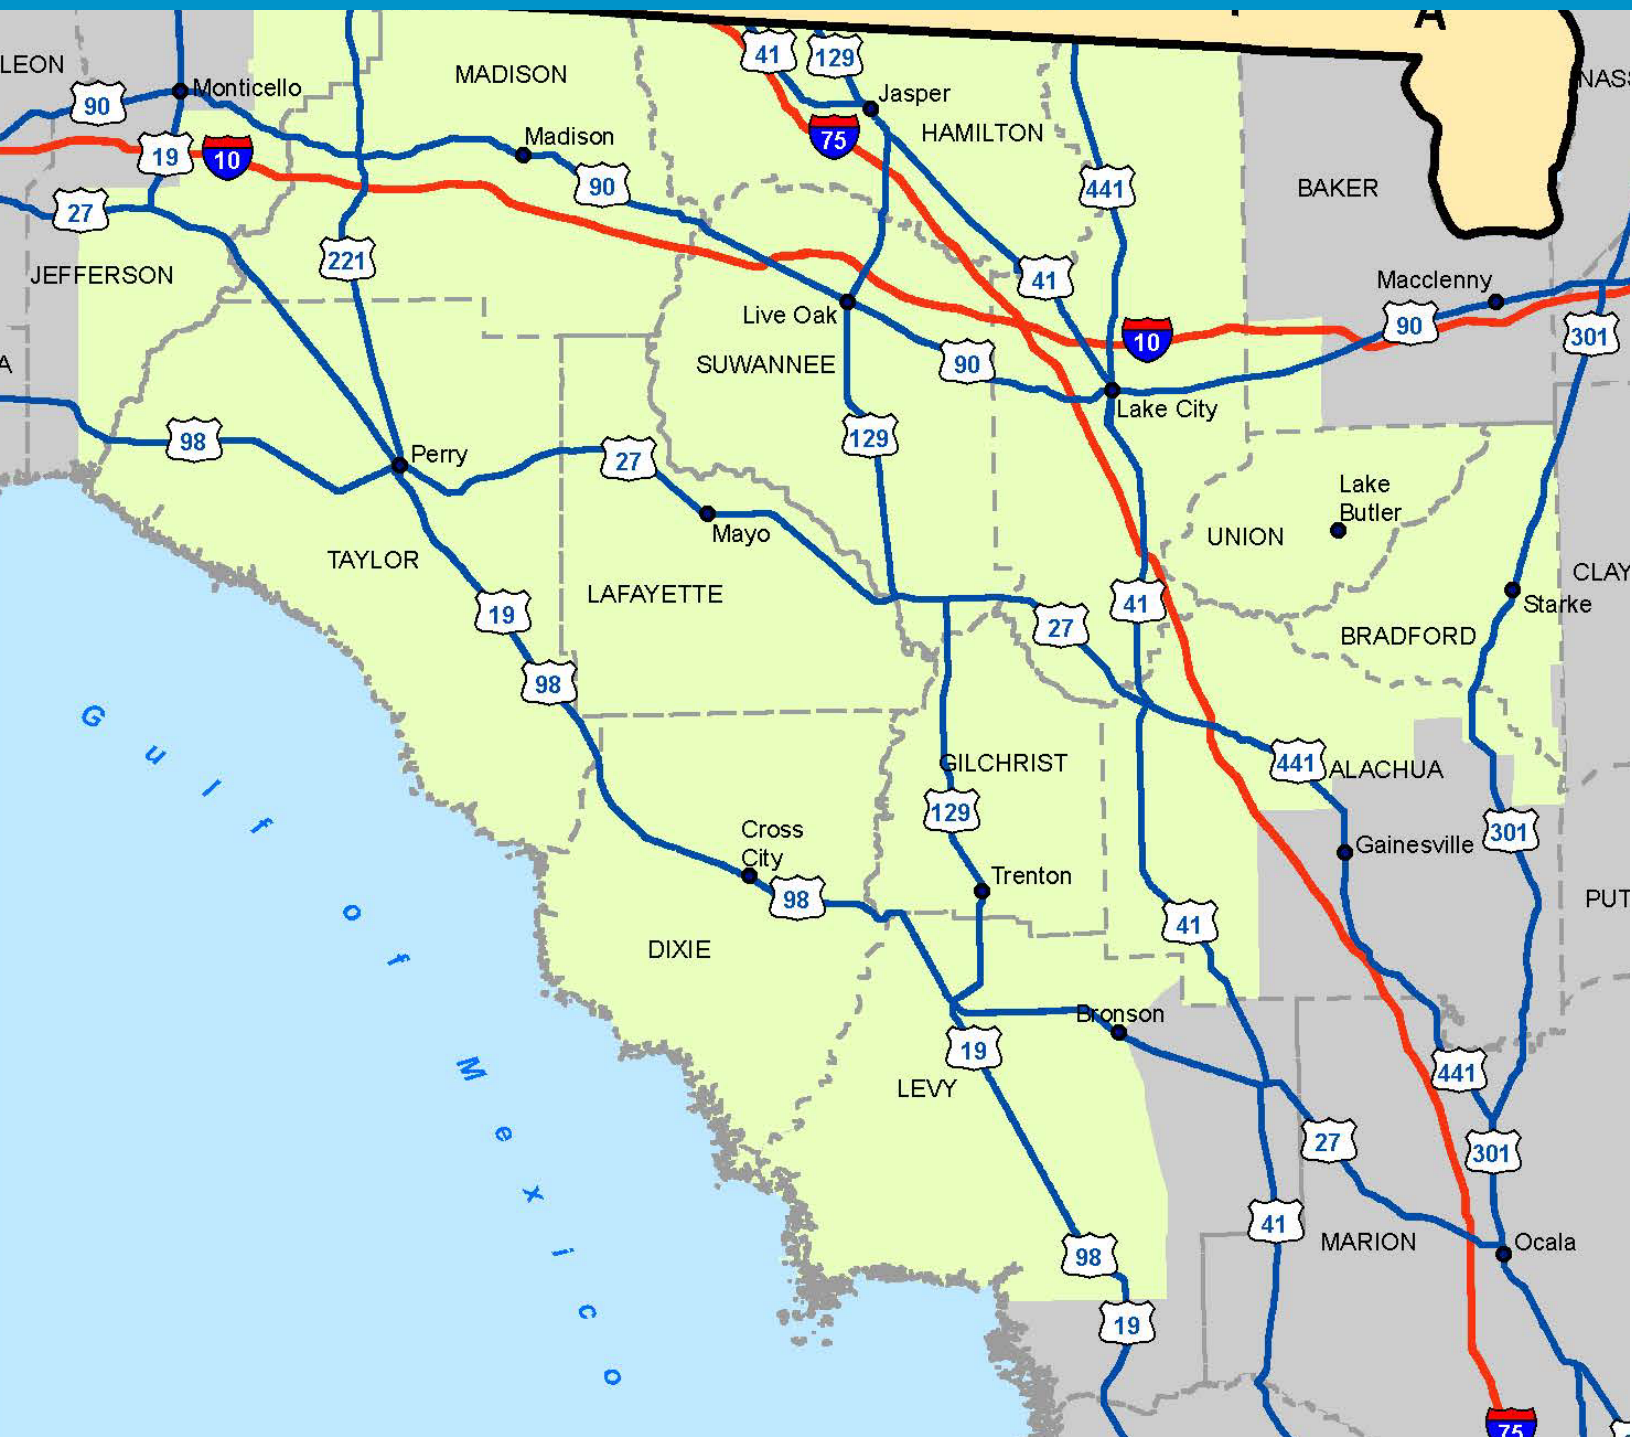 A
LEON
MADISON
41
129
NAS
Monticello
90
Jasper
75
HAMILTON
Madison
19
10
90
441
BAKER
27
221
JEFFERSON
41
Macclenny
Live Oak
90
10
301
SUWANNEE
90
A
Lake City
98
Perry
27
129
Mayo
Lake
Butler
UNION
TAYLOR
CLAY
LAFAYETTE
19
41
Starke
27
BRADFORD
98
Gulf of Mexico
GILCHRIST
441
ALACHUA
129
301
Cross
City
Gainesville
Trenton
98
PUT
41
DIXIE
Bronson
19
441
LEVY
27
301
41
MARION
Ocala
98
19
75